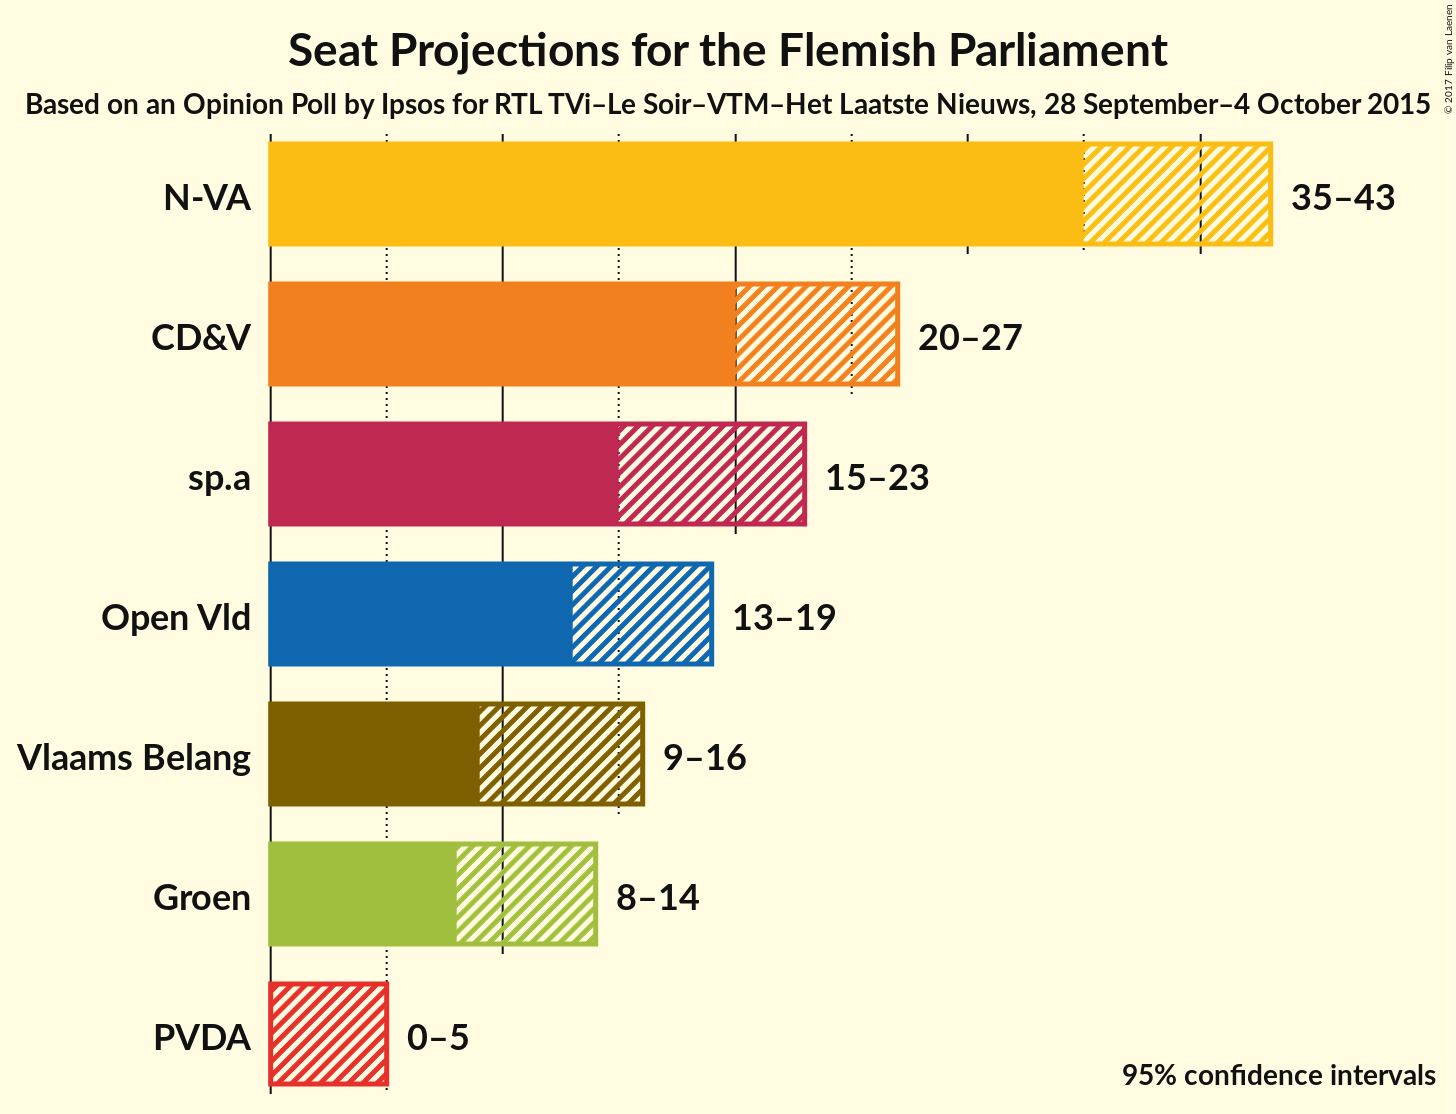 Seat Projections for the Flemish Parliament
Based on an Opinion Poll by Ipsos for RTL TVi–Le Soir–VTM–Het Laatste Nieuws, 28 September–4 October 2015
© 2017 Filip van Laenen
N-VA 35–43
CD&V 20–27
sp.a 15–23
Open Vld 13–19
Vlaams Belang 9–16
Groen 8–14
PVDA 0–5
95% confidence intervals